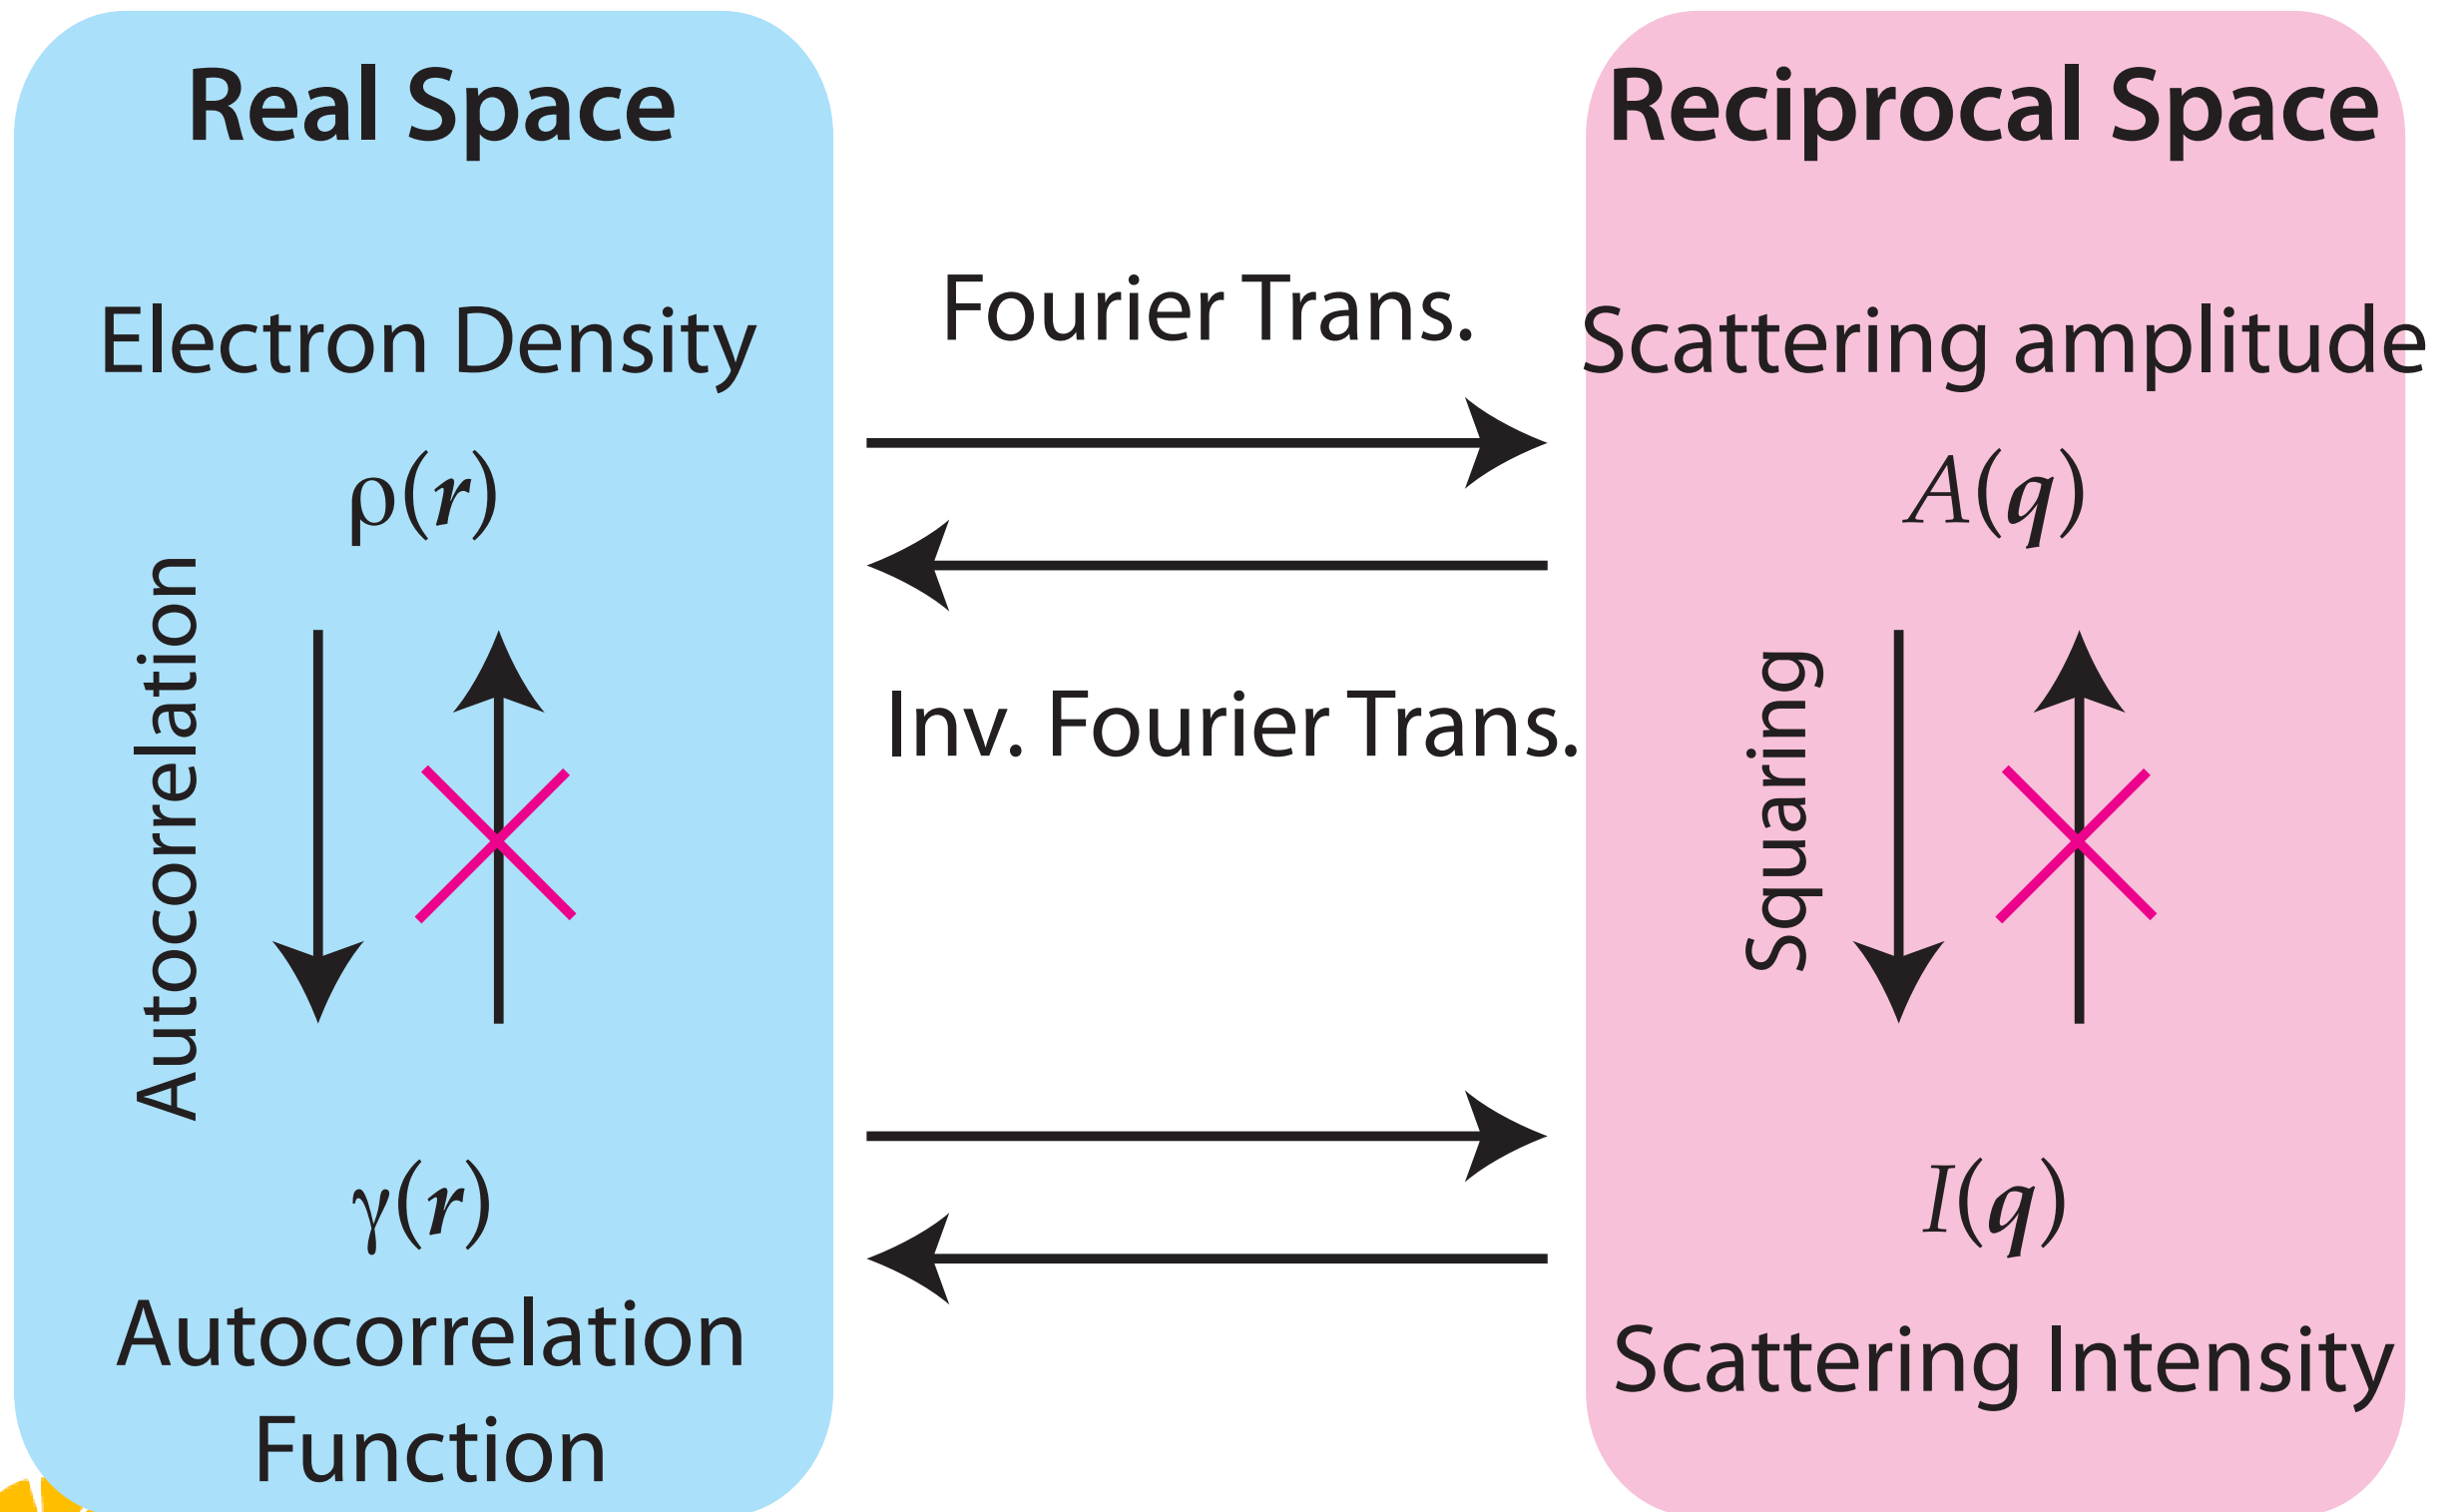 Real Space
Reciprocal Space
Electron Density
Fourier Trans.
Scattering amplitude
ρ(r)
A(q)
Autocorrelation
Inv. Fourier Trans.
Squaring
γ(r)
I(q)
Autocorrelation
Function
Scattering Intensity